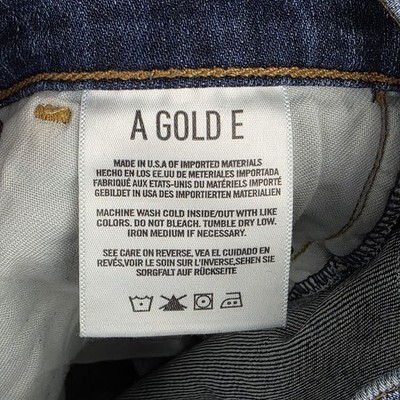 A GOLD E
MADE IN U.S.A OF IMPORTED MATERIALS
HECHO EN LOS EE.UU DE METERIALES IMPORTADA
FABRIQUÉ AUX ETATS-UNIS DU MATÉRIELS IMPORTÉ
GEBILDET IN USA DES IMPORTIERTEN MATERIALIEN
MACHINE WASH COLD INSIDE/OUT WITH LIKE
COLORS. DO NOT BLEACH. TUMBLE DRY LOW.
IRON MEDIUM IF NECESSARY.
SEE CARE ON REVERSE, VEA EL CUIDADO EN
REVÉS,VOIR LE SOIN SUR L'INVERSE,SEHEN SIE
SORGFALT AUF RÜCKSEITE